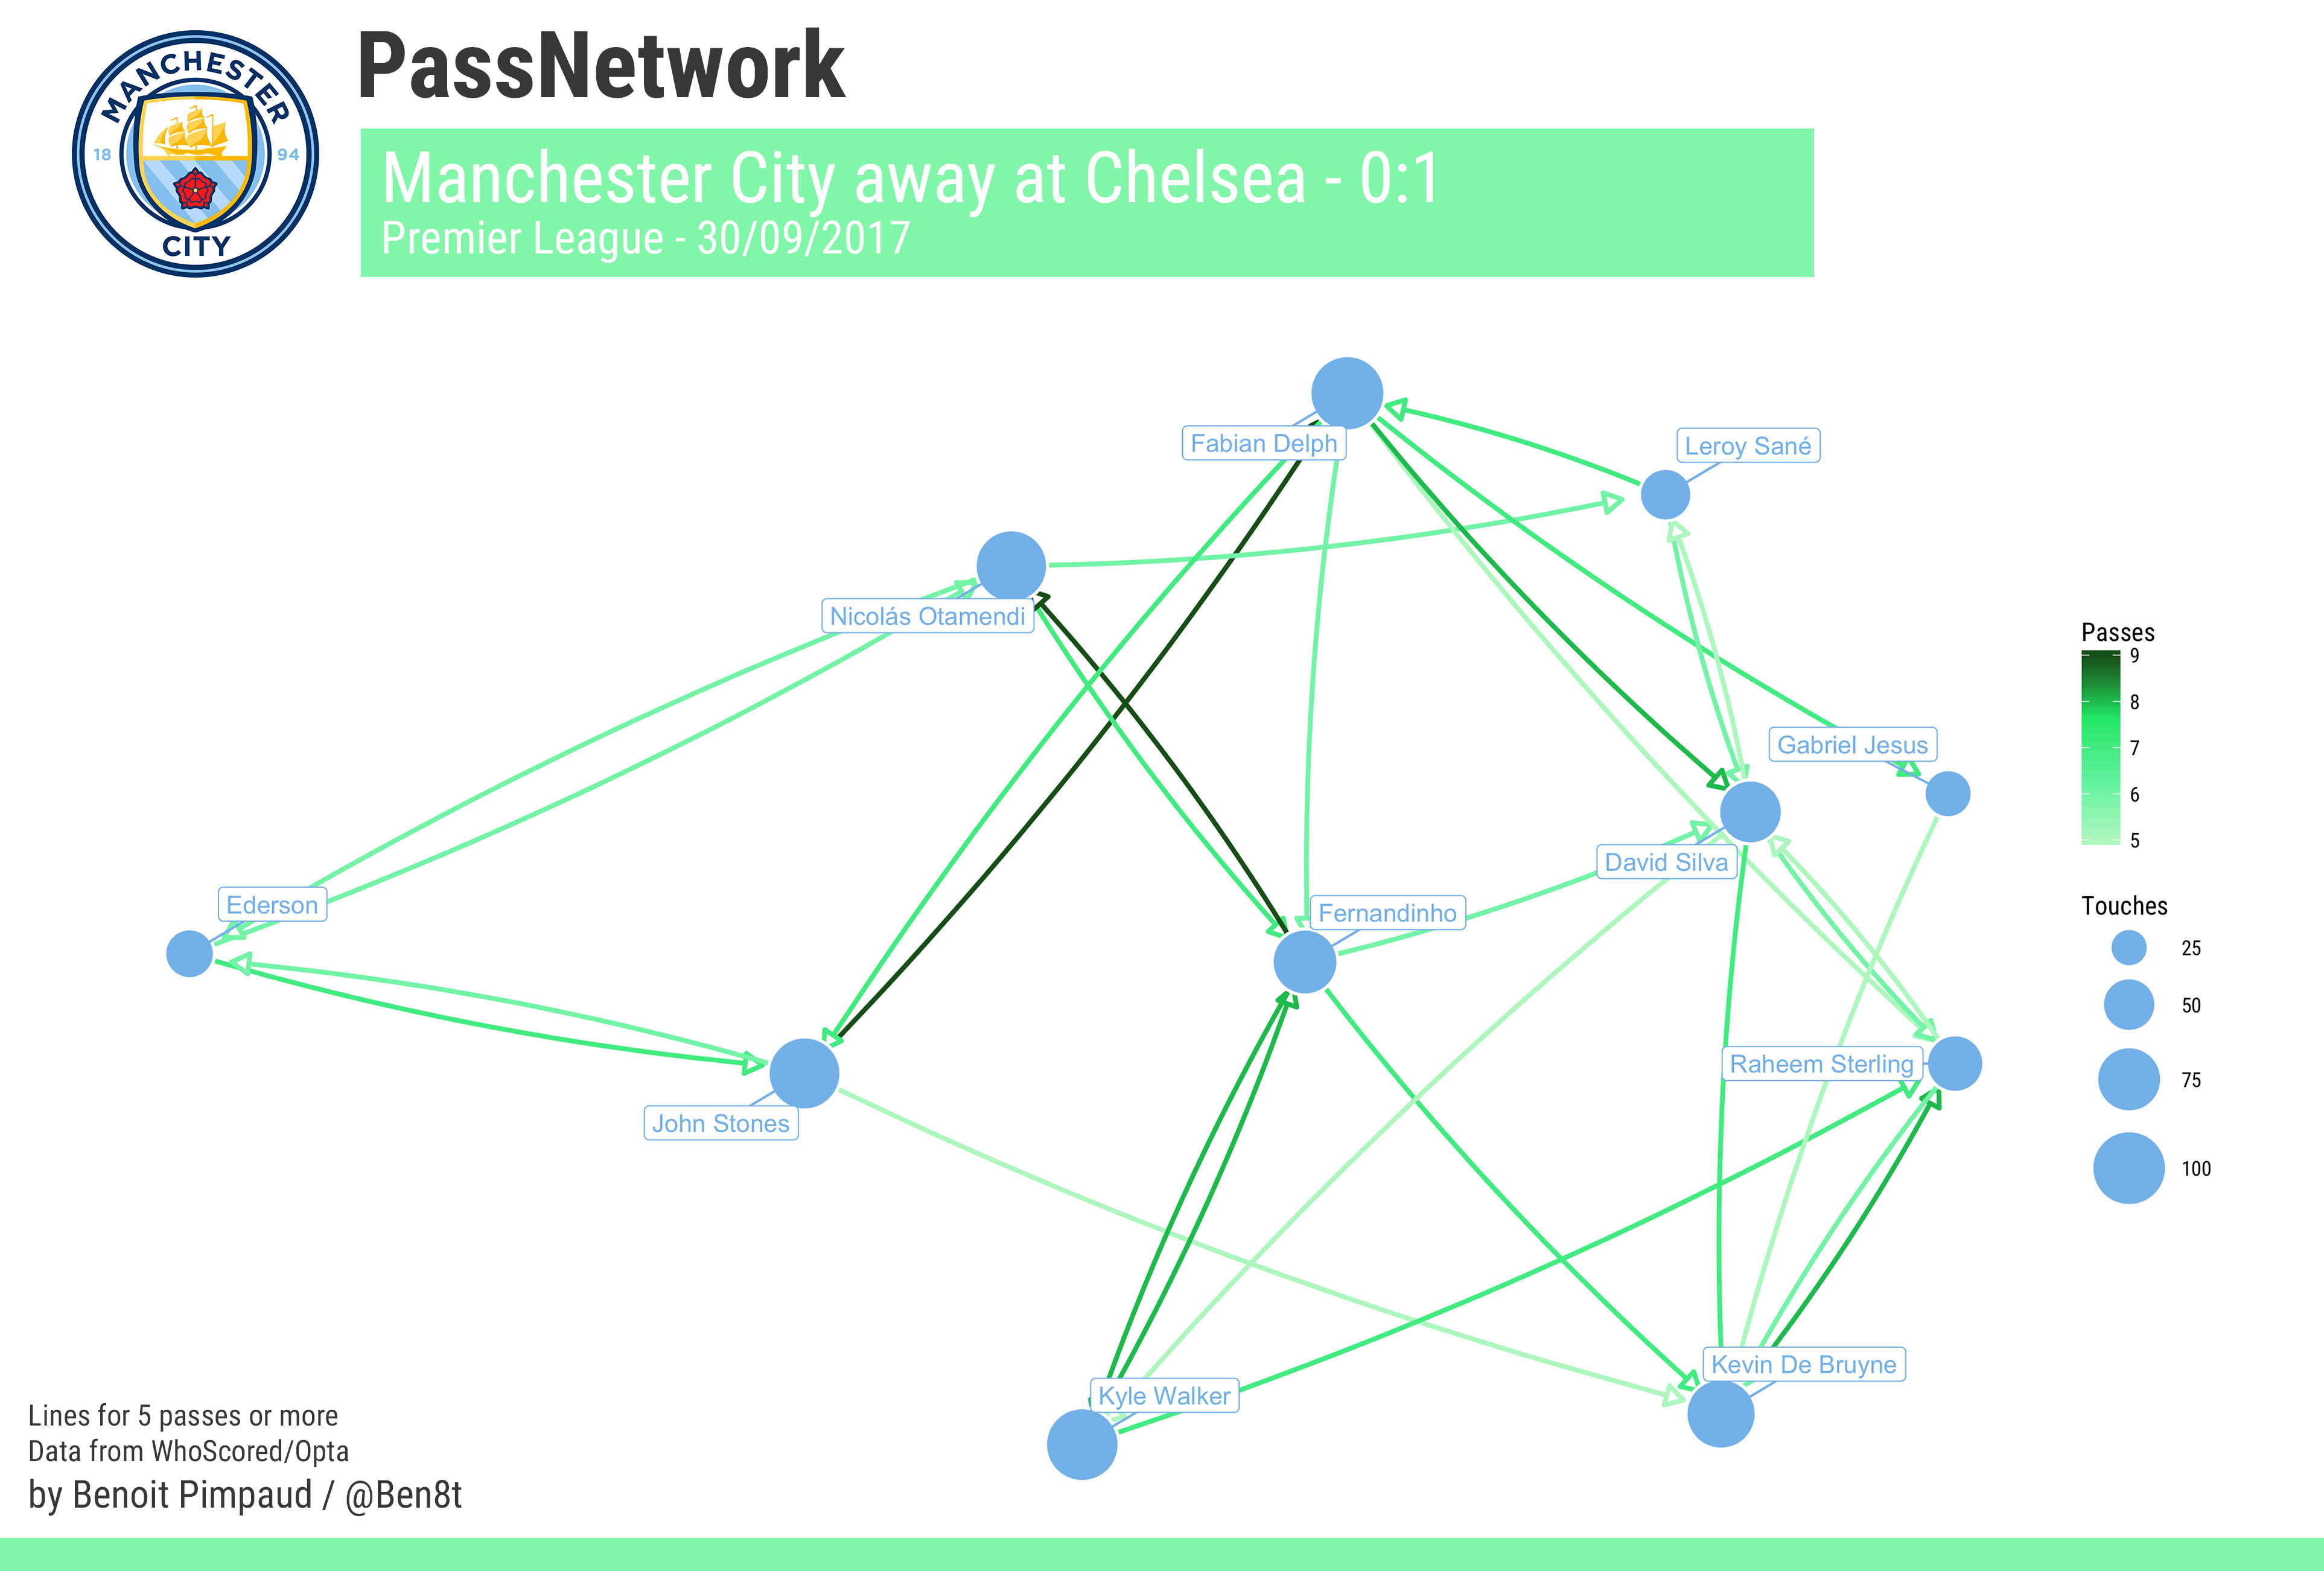 MANCHESTER
18 94
CITY
PassNetwork
Manchester City away at Chelsea - 0:1
Premier League - 30/09/2017
Fabian Delph
Leroy Sané
Nicolás Otamendi
Gabriel Jesus
David Silva
Ederson
Fernandinho
Raheem Sterling
John Stones
Kevin De Bruyne
Kyle Walker
Passes
9
8
7
6
5
Touches
25
50
75
100
Lines for 5 passes or more
Data from WhoScored/Opta
by Benoit Pimpaud / @Ben8t